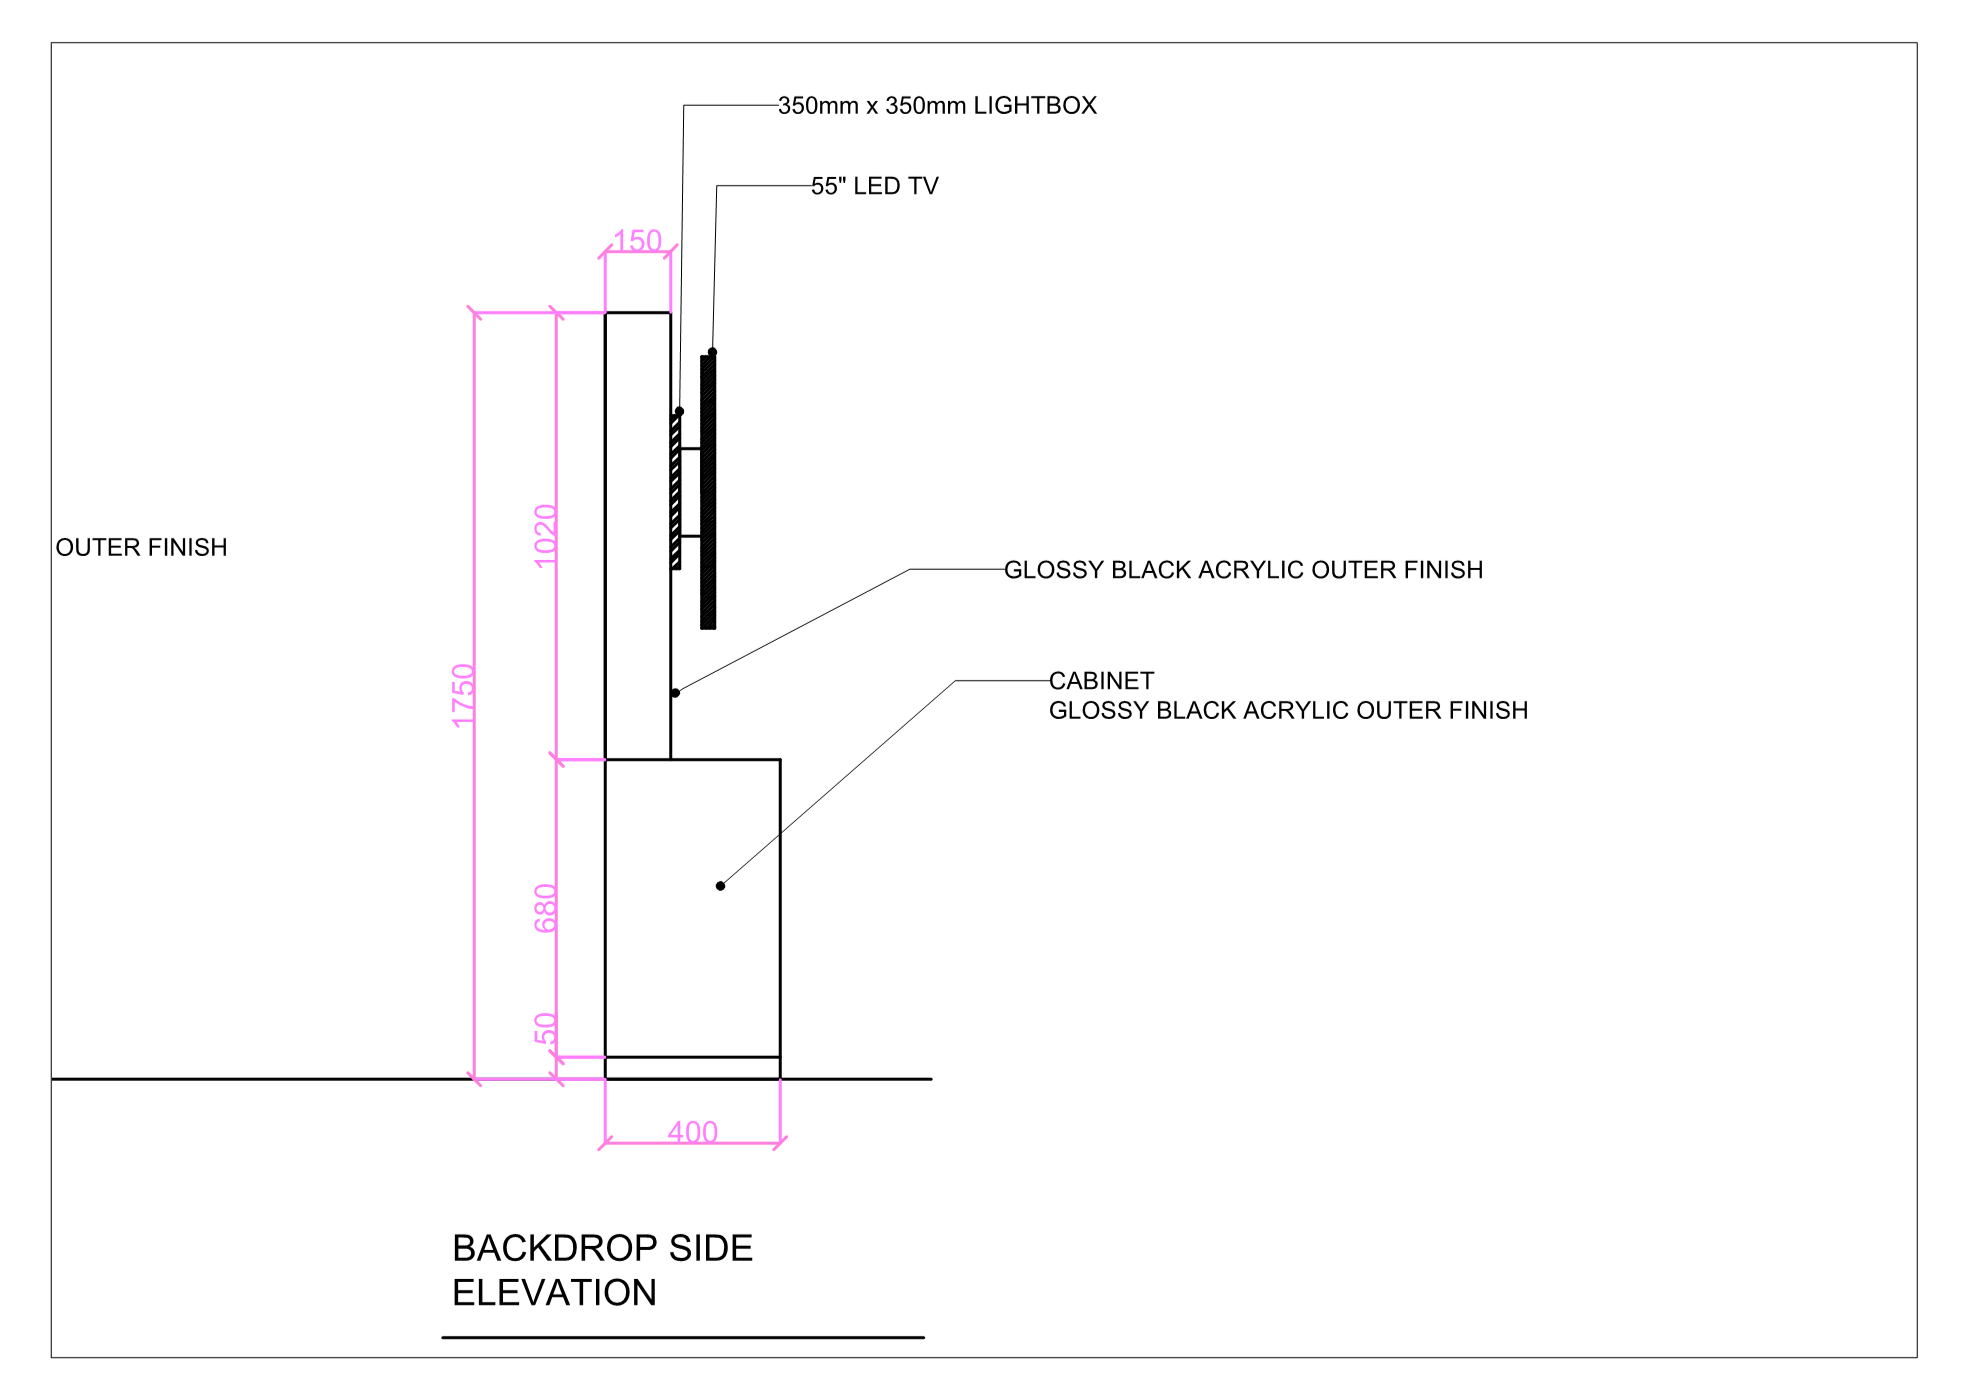 350mm x 350mm LIGHTBOX
55" LED TV
150
1020
OUTER FINISH
GLOSSY BLACK ACRYLIC OUTER FINISH
1750
CABINET
GLOSSY BLACK ACRYLIC OUTER FINISH
680
50
400
BACKDROP SIDE
ELEVATION